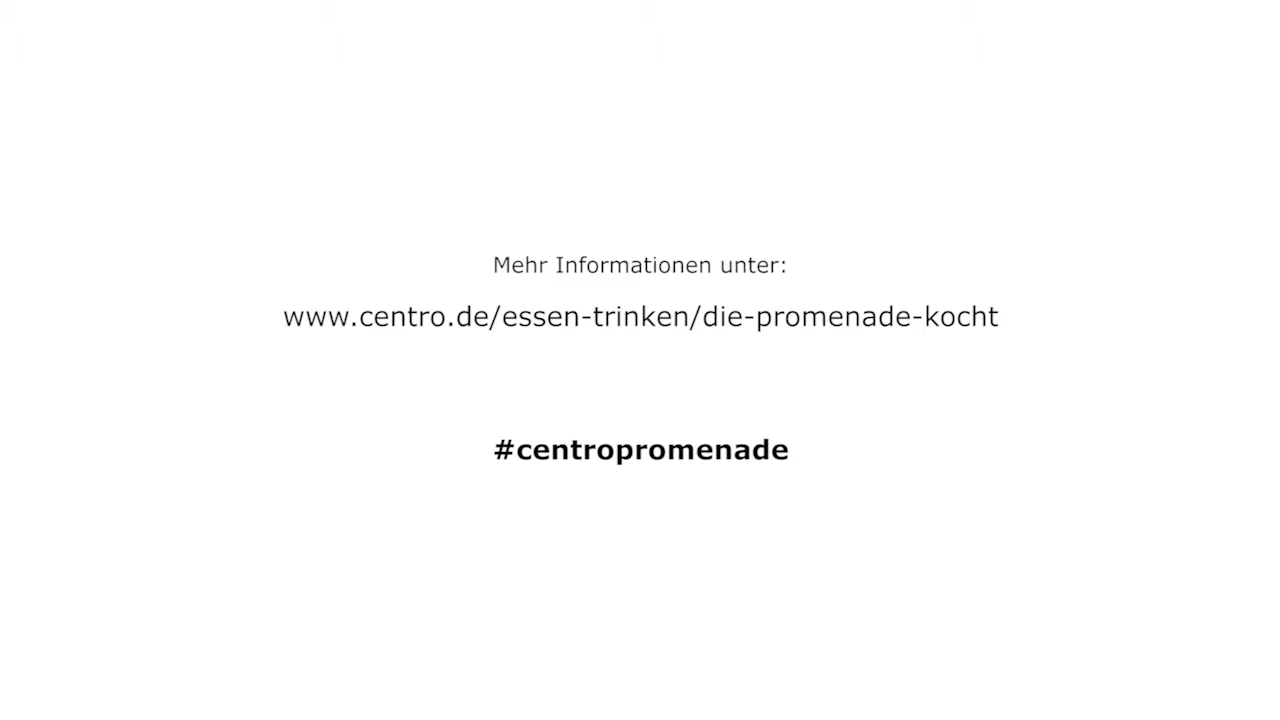 Mehr Informationen unter:
www.centro.de/essen-trinken/die-promenade-kocht
#centropromenade